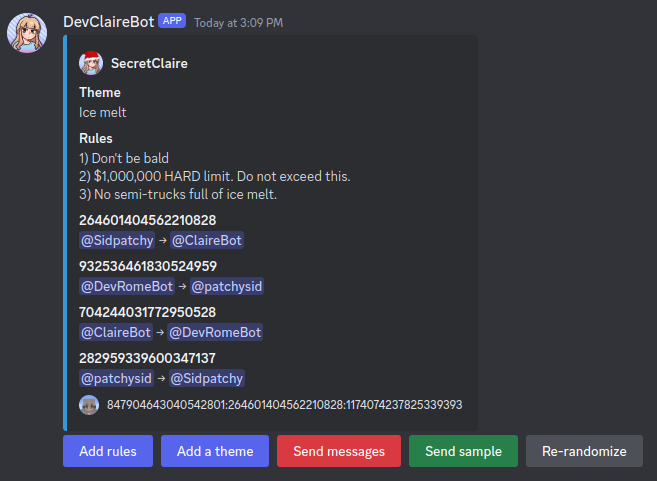 DevClaireBot APP Today at 3:09 PM
SecretClaire
Theme
Ice melt
Rules
1) Don't be bald
2) $1,000,000 HARD limit. Do not exceed this.
3) No semi-trucks full of ice melt.
264601404562210828
@Sidpatchy → @ClaireBot
932536461830524959
@DevRomeBot → @patchysid
704244031772950528
@ClaireBot → @DevRomeBot
282959339600347137
@patchysid → @Sidpatchy
847904643040542801:264601404562210828:1174074237825339393
Add rules Add a theme Send messages Send sample Re-randomize